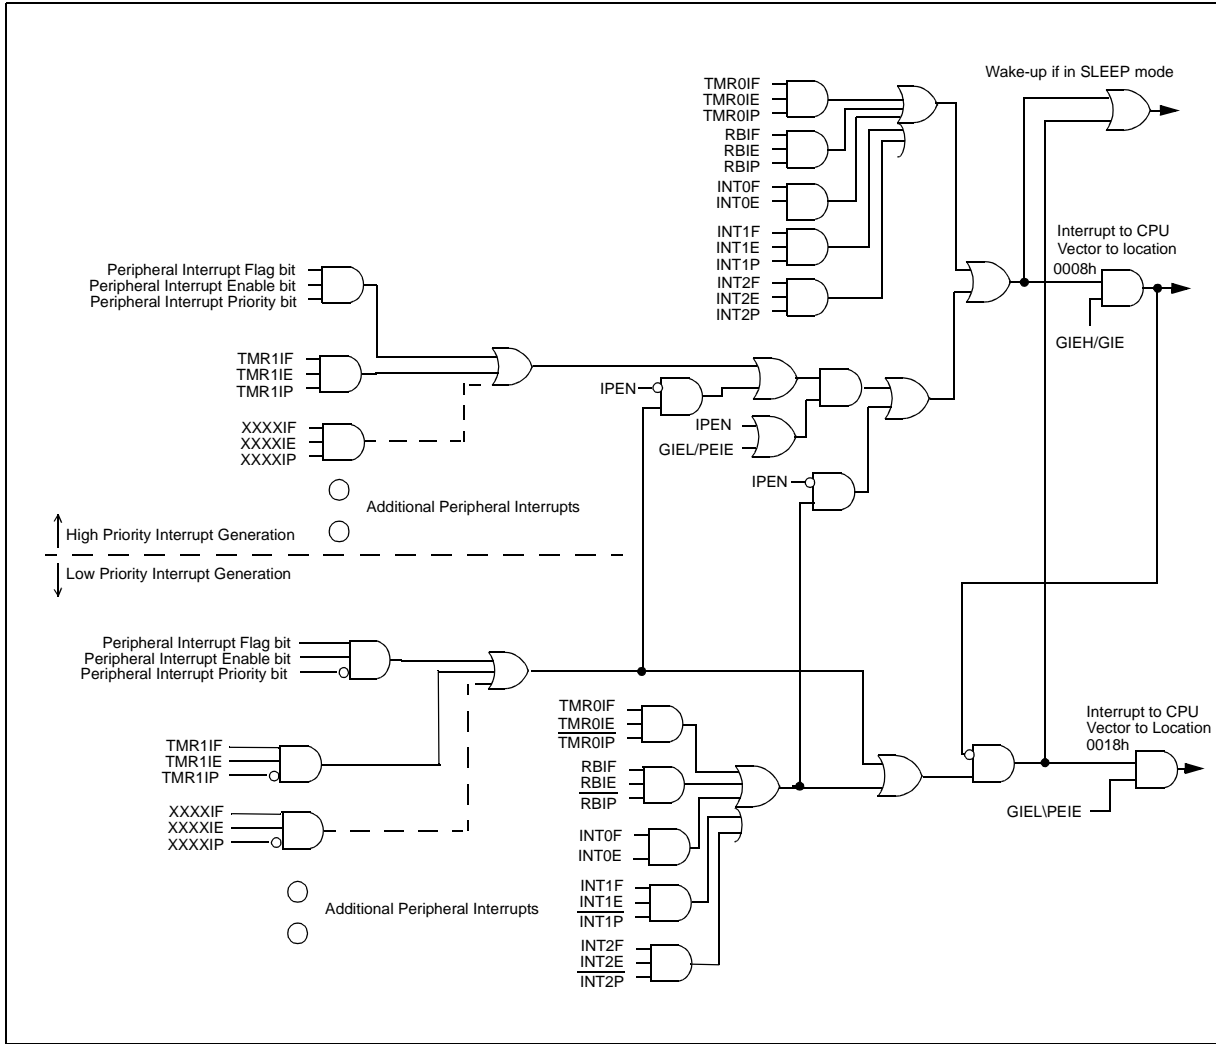 Wake-up if in SLEEP mode
TMR0IF
TMR0IE
TMR0IP
RBIF
RBIE
RBIP
INT0F
INT0E
INT1F
INT1E
INT1P
INT2F
INT2E
INT2P
Interrupt to CPU
Vector to location
0008h
GIEH/GIE
Peripheral Interrupt Flag bit
Peripheral Interrupt Enable bit
Peripheral Interrupt Priority bit
TMR1IF
TMR1IE
TMR1IP
XXXXIF
XXXXIE
XXXXIP
IPEN
IPEN
GIEL/PEIE
IPEN
Additional Peripheral Interrupts
High Priority Interrupt Generation
Low Priority Interrupt Generation
Peripheral Interrupt Flag bit
Peripheral Interrupt Enable bit
Peripheral Interrupt Priority bit
TMR1IF
TMR1IE
TMR1IP
XXXXIF
XXXXIE
XXXXIP
Additional Peripheral Interrupts
TMR0IF
TMR0IE
TMR0IP
RBIF
RBIE
RBIP
INT0F
INT0E
INT1F
INT1E
INT1P
INT2F
INT2E
INT2P
Interrupt to CPU
Vector to Location
0018h
GIEL\PEIE